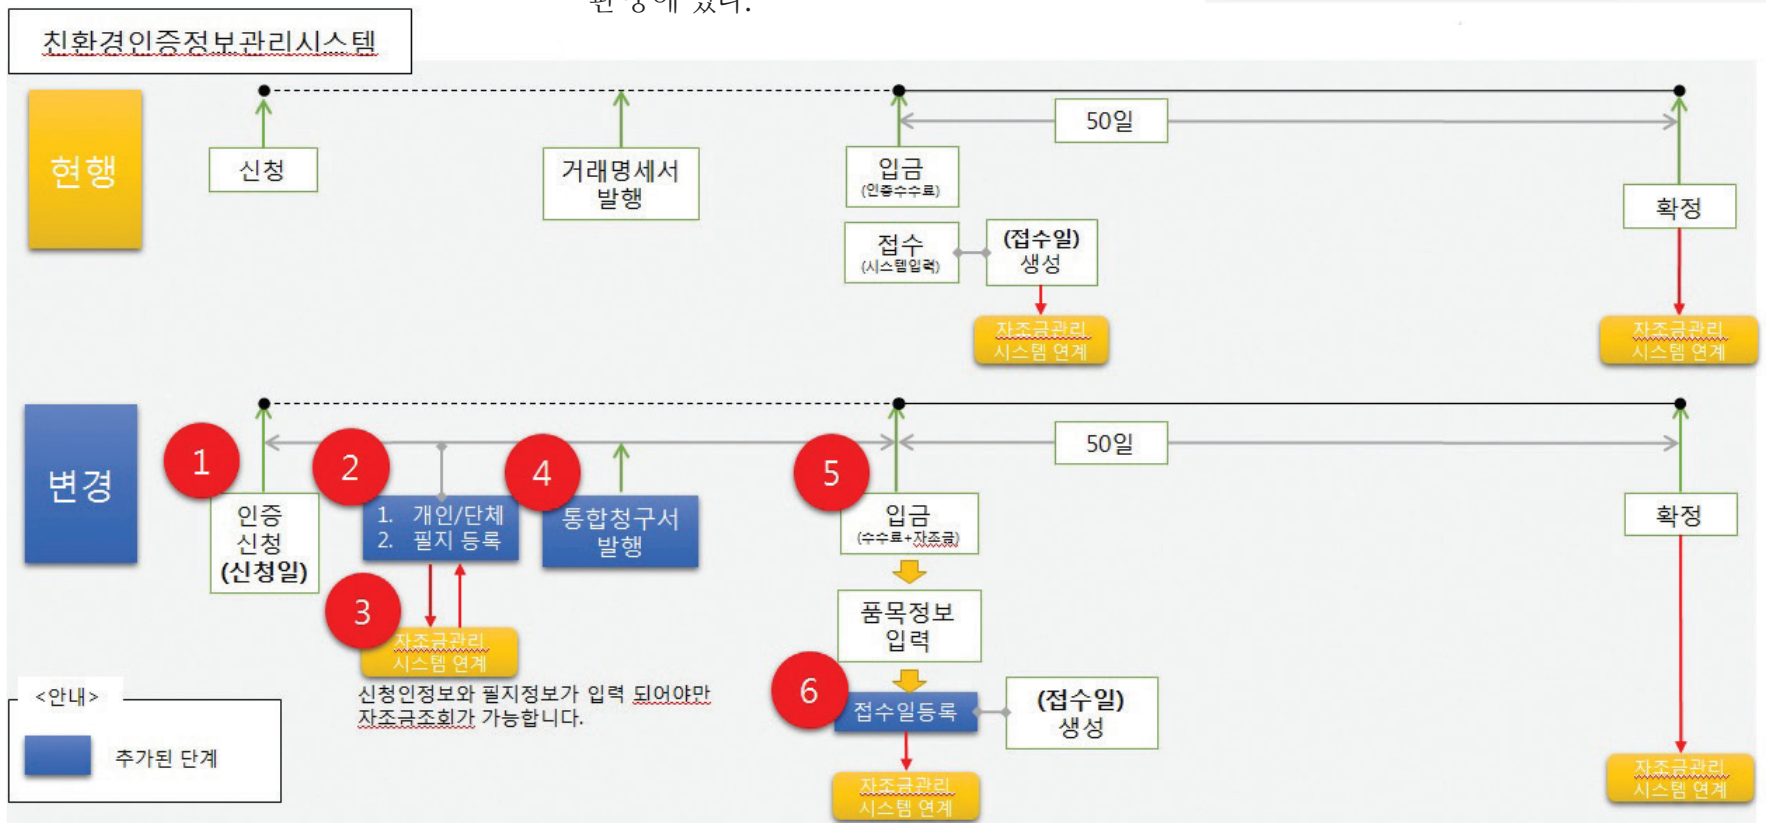 친환경인증정보관리시스템
현행
신청
거래명세서
발행
입금
(인증수수료)
50일
확정
접수
(시스템입력)
(접수일)
생성
자조금관리
시스템 연계
자조금관리
시스템 연계
변경
1
인증
신청
(신청일)
2
1. 개인/단체
2. 필지 등록
3
자조금관리
시스템 연계
신청인정보와 필지정보가 입력 되어야만
자조금조회가 가능합니다.
4
통합청구서
발행
5
입금
(수수료+자조금)
50일
확정
품목정보
입력
6
접수일등록
(접수일)
생성
자조금관리
시스템 연계
자조금관리
시스템 연계
<안내>
추가된 단계